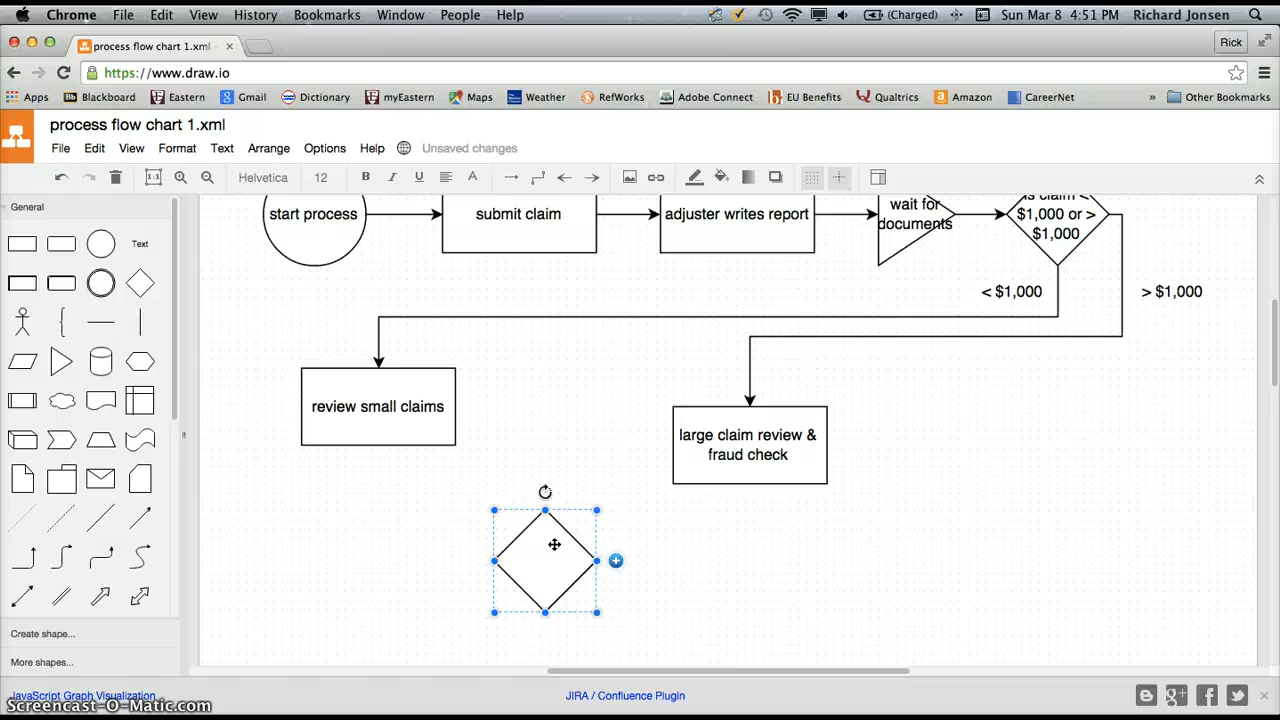 Chrome File Edit View History Bookmarks Window People Help (Charged) Sun Mar 8 4:51 PM Richard Jonsen
process flow chart 1.xml Rick
https://www.draw.io
Apps Bb Blackboard Eastern Gmail Dictionary myEastern Maps Weather RefWorks Adobe Connect EU Benefits Qualtrics Amazon CareerNet » Other Bookmarks
process flow chart 1.xml
File Edit View Format Text Arrange Options Help Unsaved changes
Helvetica 12 B I U A
General
Text
start process
submit claim
adjuster writes report
wait for
documents
is claim <
$1,000 or >
$1,000
< $1,000
> $1,000
review small claims
large claim review &
fraud check
Create shape...
More shapes...
JavaScript Graph Visualization JIRA / Confluence Plugin
Screencast-O-Matic.com